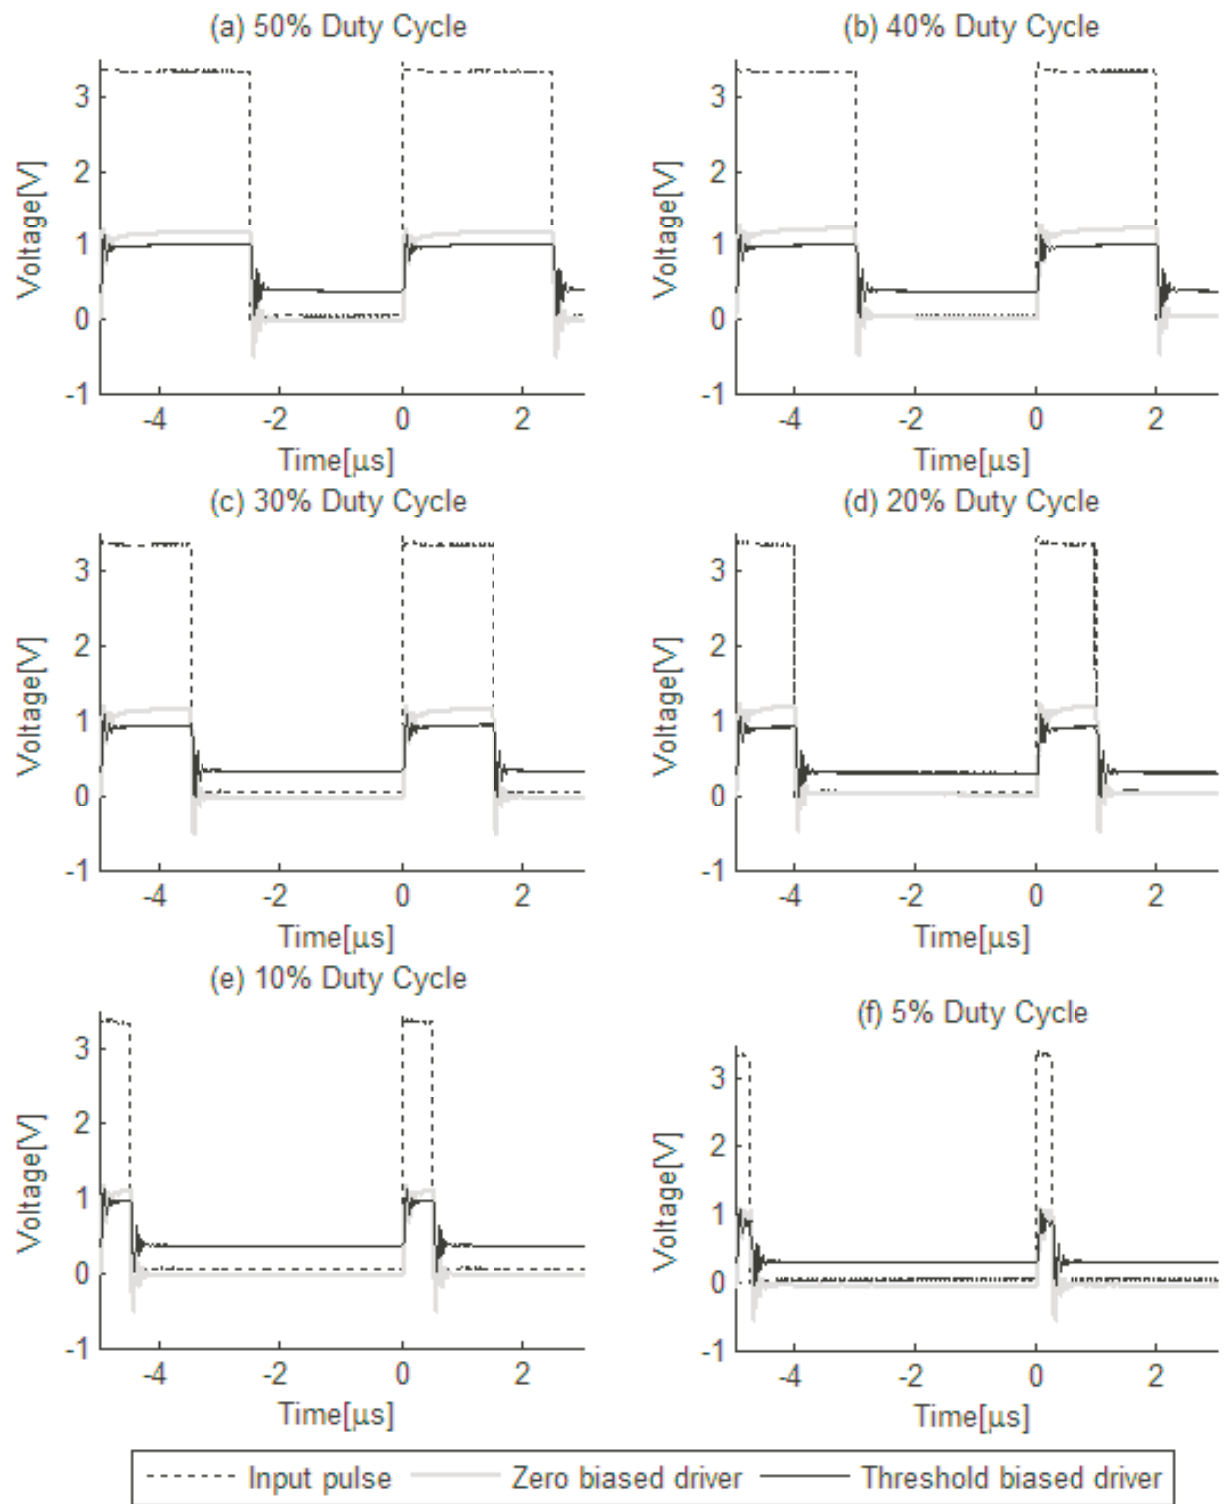 (a) 50% Duty Cycle
3
2
1
0
-1
Voltage[V]
-4 -2 0 2
Time[µs]
(b) 40% Duty Cycle
3
2
1
0
-1
Voltage[V]
-4 -2 0 2
Time[µs]
(c) 30% Duty Cycle
3
2
1
0
-1
Voltage[V]
-4 -2 0 2
Time[µs]
(d) 20% Duty Cycle
3
2
1
0
-1
Voltage[V]
-4 -2 0 2
Time[µs]
(e) 10% Duty Cycle
3
2
1
0
-1
Voltage[V]
-4 -2 0 2
Time[µs]
(f) 5% Duty Cycle
3
2
1
0
-1
Voltage[V]
-4 -2 0 2
Time[µs]
Input pulse Zero biased driver Threshold biased driver